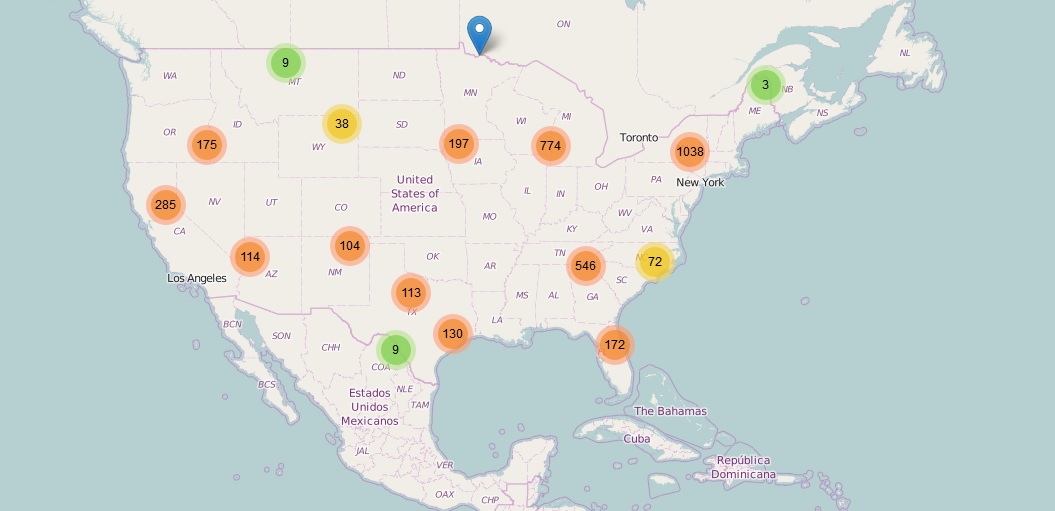 ON
NL
9
MT
WA
ND
3
NB
MN
ME
NS
MI
WI
38
SD
ID
OR
Toronto
175
WY
197
774
1038
IA
United
States of
America
PA
New York
OH
IL
IN
285
NV
UT
CO
MO
WV
CA
KY
VA
104
114
OK
TN
546
72
AR
SC
NM
AZ
Los Angeles
113
MS
AL
GA
TX
LA
BCN
SON
130
CHH
9
172
COA
BCS
NLE
Estados
Unidos
Mexicanos
TAM
The Bahamas
Cuba
JAL
VER
República
Dominicana
OAX
CHP